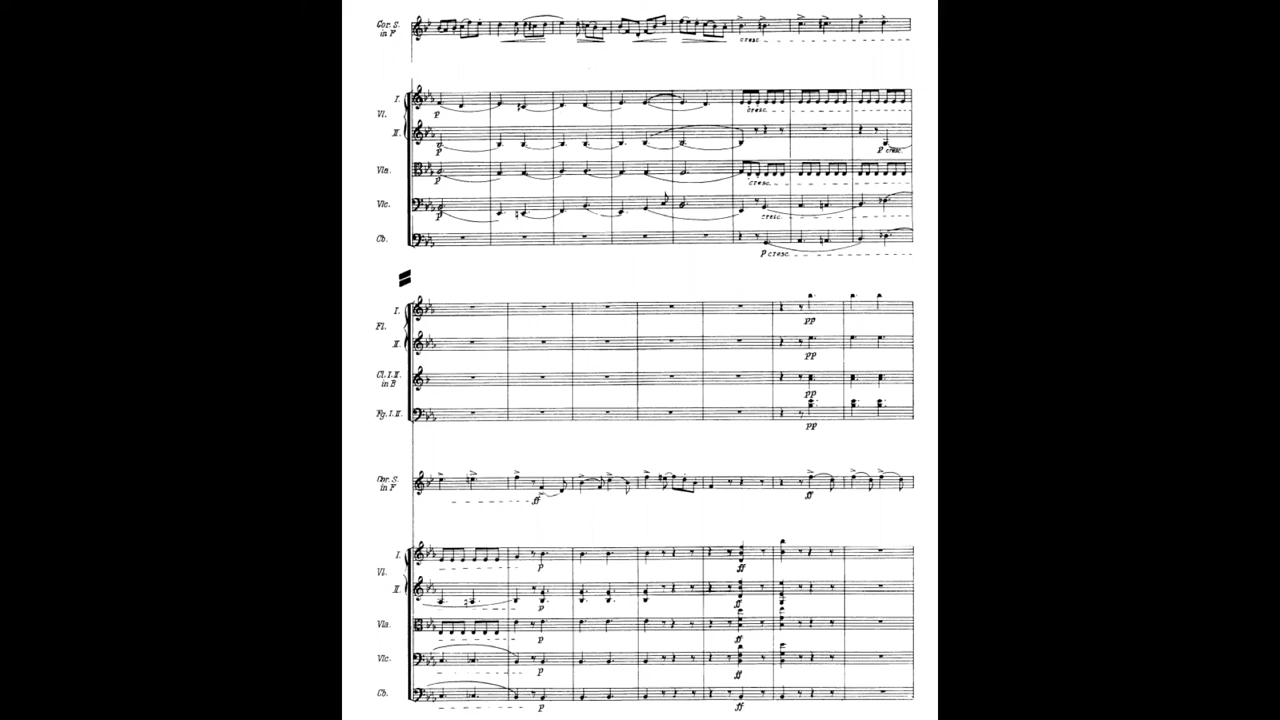 Cor. S.
in F
cresc.
I.
Vl.
p
cresc.
II.
p
p cresc.
Vla.
p
cresc.
Vlc.
p
cresc.
Cb.
p cresc.
I.
Fl.
pp
II.
pp
Cl. I. II.
in B
pp
Fg. I. II.
pp
Cor. S.
in F
ff
ff
I.
Vl.
p
ff
II.
p
ff
Vla.
p
ff
Vlc.
p
ff
Cb.
p
ff